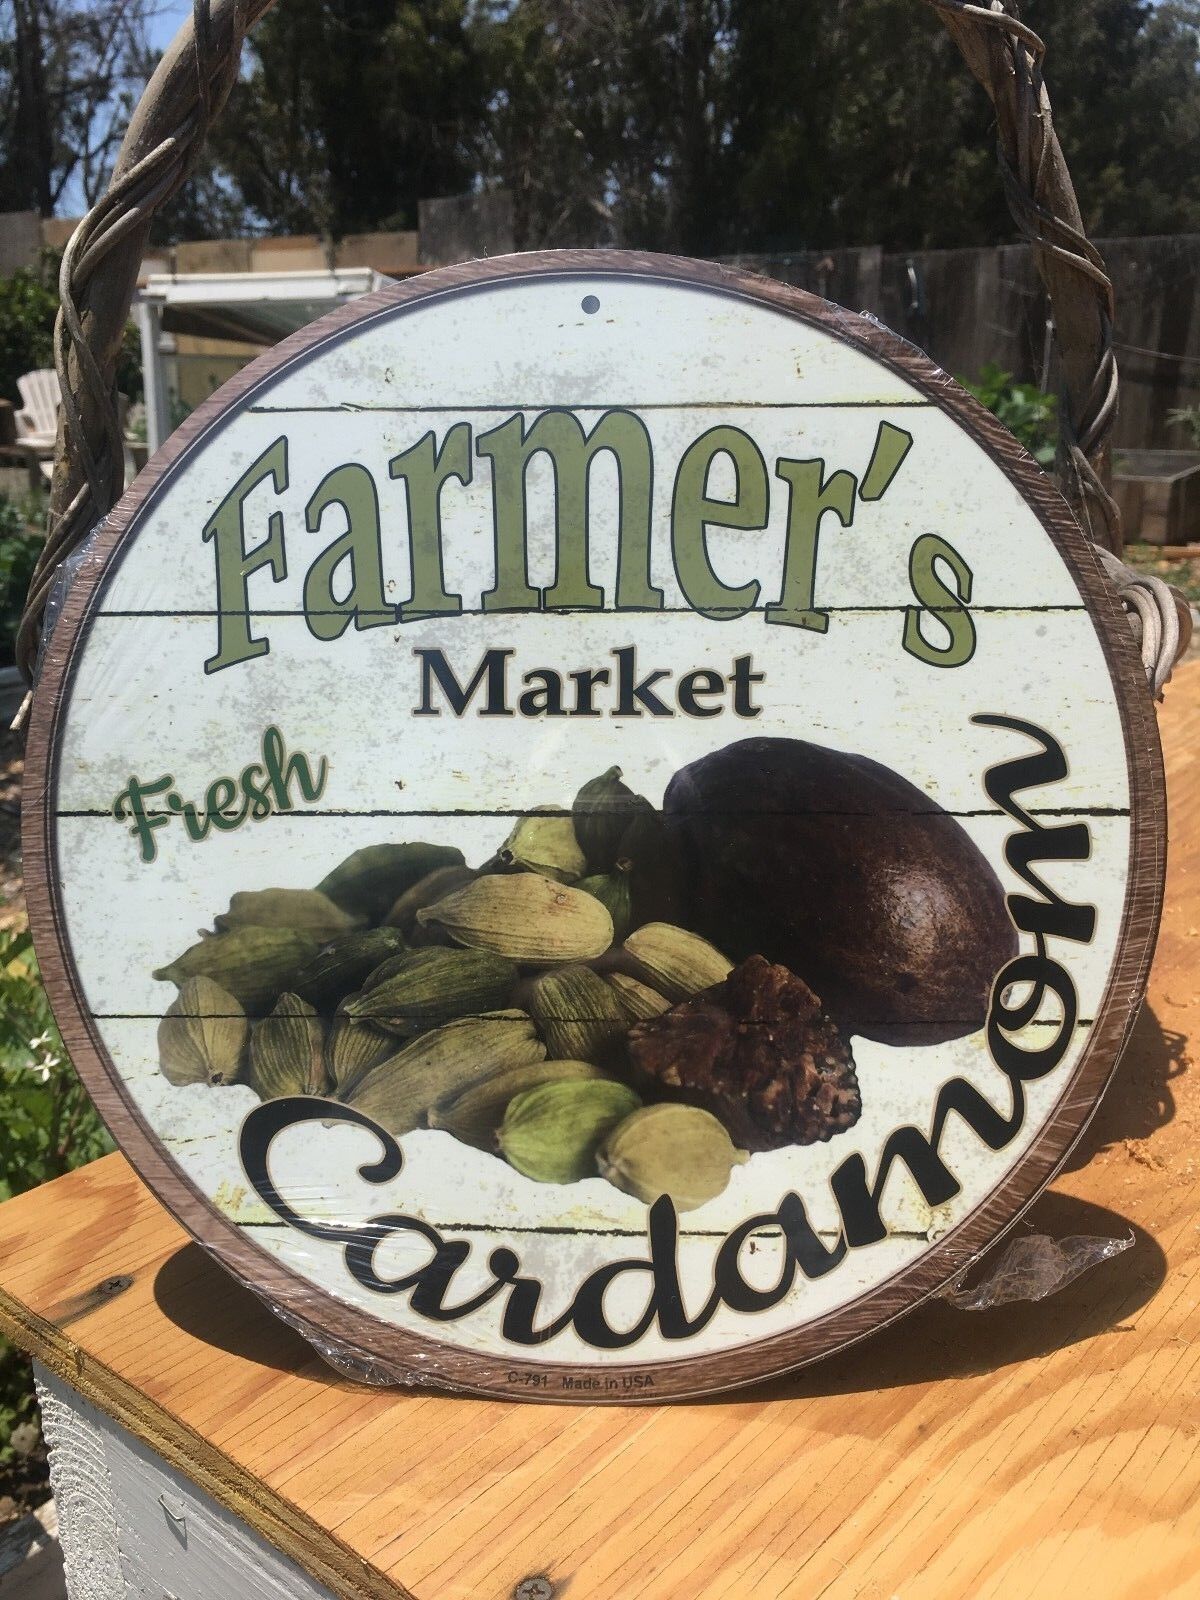 Farmer's
Market
Fresh
Cardamom
C-791 Made in USA